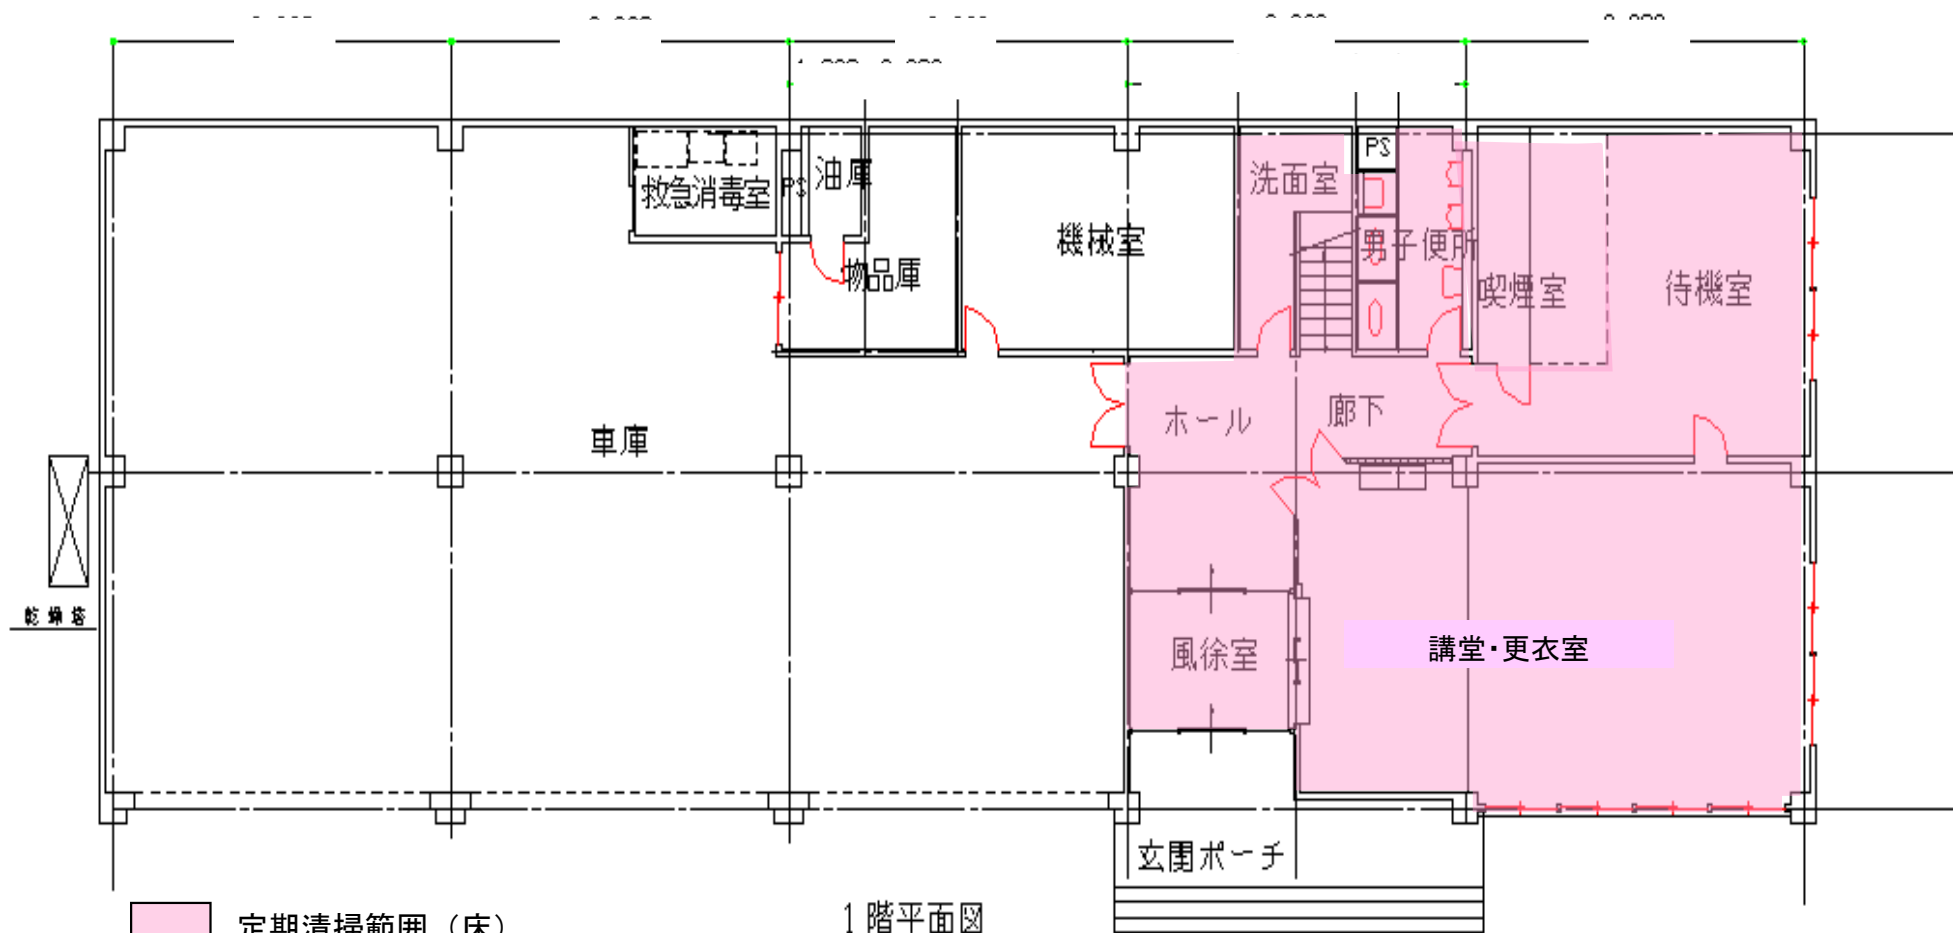 油庫
PS
PS
救急消毒室
洗面室
機械室
男子便所
物品庫
喫煙室
待機室
ホール
廊下
車庫
乾燥塔
風徐室
講堂・更衣室
玄関ポーチ
定期清掃範囲（床）
1階平面図